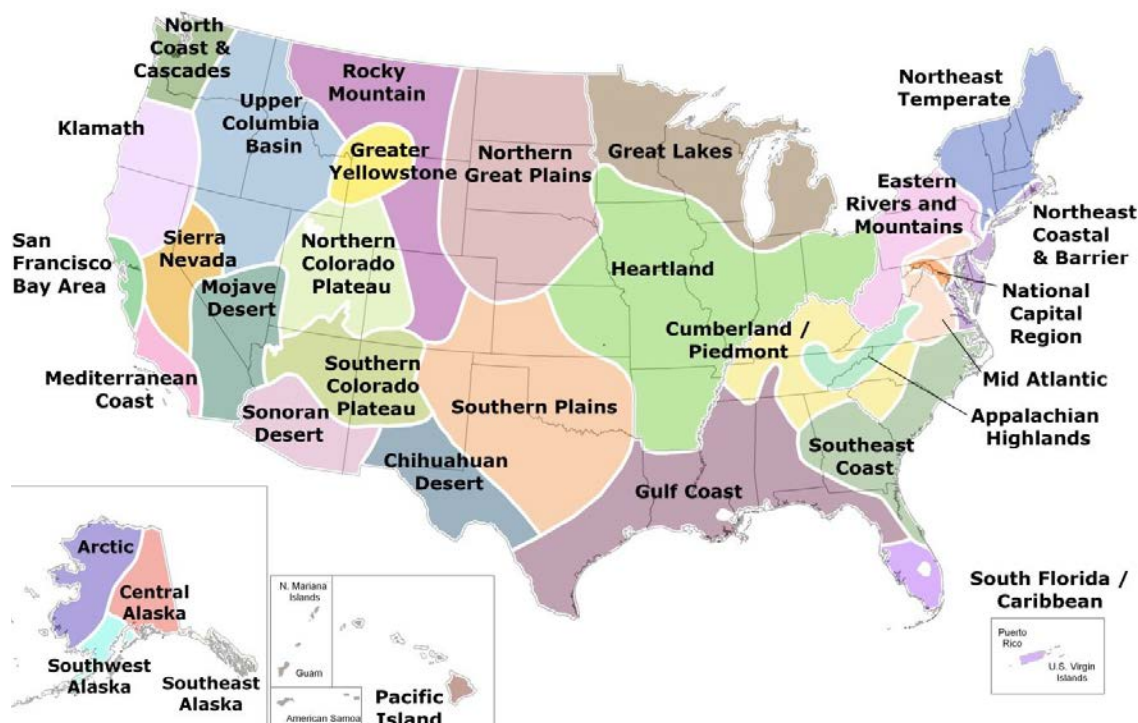 North
Coast &
Cascades
Klamath
Upper
Columbia
Basin
Rocky
Mountain
Greater
Yellowstone
Northern
Great Plains
Great Lakes
Northeast
Temperate
Eastern
Rivers and
Mountains
Northeast
Coastal
& Barrier
San
Francisco
Bay Area
Sierra
Nevada
Northern
Colorado
Plateau
Mojave
Desert
Heartland
National
Capital
Region
Cumberland /
Piedmont
Mid Atlantic
Mediterranean
Coast
Southern
Colorado
Plateau
Sonoran
Desert
Southern Plains
Appalachian
Highlands
Southeast
Coast
Chihuahuan
Desert
Gulf Coast
Arctic
Central
Alaska
Southwest
Alaska
Southeast
Alaska
N. Mariana
Islands
Guam
American Samoa
Pacific
Island
South Florida /
Caribbean
Puerto
Rico
U.S. Virgin
Islands